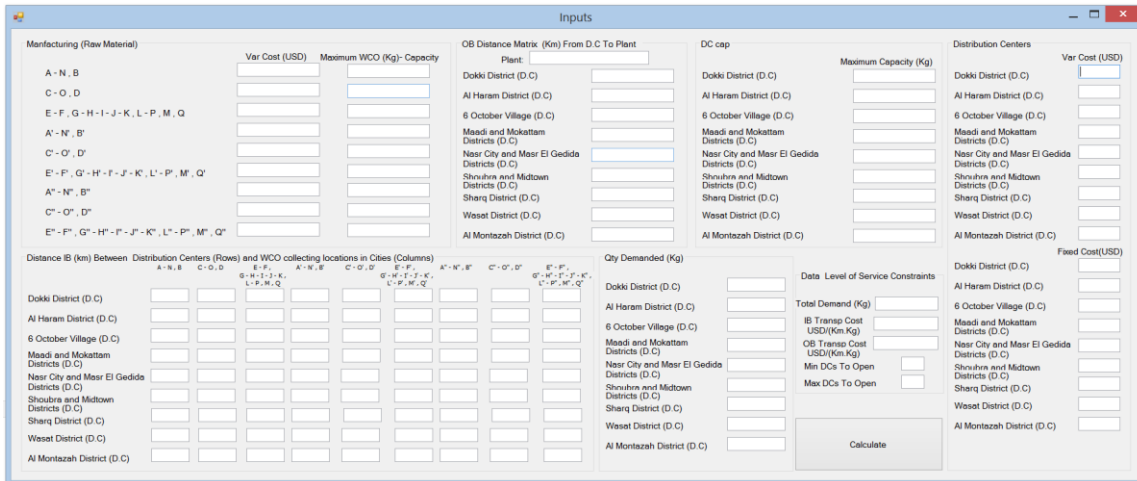 Inputs
Manfacturing (Raw Material)
Var Cost (USD) Maximum WCO (Kg)- Capacity
A - N , B
C - O , D
E - F , G - H - I - J - K , L - P , M , Q
A' - N' , B'
C' - O' , D'
E' - F' , G' - H' - I' - J' - K' , L' - P' , M' , Q'
A" - N" , B"
C" - O" , D"
E" - F" , G" - H" - I" - J" - K" , L" - P" , M" , Q"
OB Distance Matrix (Km) From D.C To Plant
Plant:
Dokki District (D.C)
Al Haram District (D.C)
6 October Village (D.C)
Maadi and Mokattam
Districts (D.C)
Nasr City and Masr El Gedida
Districts (D.C)
Shoubra and Midtown
Districts (D.C)
Sharq District (D.C)
Wasat District (D.C)
Al Montazah District (D.C)
DC cap
Maximum Capacity (Kg)
Dokki District (D.C)
Al Haram District (D.C)
6 October Village (D.C)
Maadi and Mokattam
Districts (D.C)
Nasr City and Masr El Gedida
Districts (D.C)
Shoubra and Midtown
Districts (D.C)
Sharq District (D.C)
Wasat District (D.C)
Al Montazah District (D.C)
Distribution Centers
Var Cost (USD)
Dokki District (D.C)
Al Haram District (D.C)
6 October Village (D.C)
Maadi and Mokattam
Districts (D.C)
Nasr City and Masr El Gedida
Districts (D.C)
Shoubra and Midtown
Districts (D.C)
Sharq District (D.C)
Wasat District (D.C)
Al Montazah District (D.C)
Fixed Cost(USD)
Dokki District (D.C)
Al Haram District (D.C)
6 October Village (D.C)
Maadi and Mokattam
Districts (D.C)
Nasr City and Masr El Gedida
Districts (D.C)
Shoubra and Midtown
Districts (D.C)
Sharq District (D.C)
Wasat District (D.C)
Al Montazah District (D.C)
Distance IB (km) Between Distribution Centers (Rows) and WCO collecting locations in Cities (Columns)
A - N , B C - O , D E - F , A' - N' , B' C' - O' , D' E' - F' , A" - N" , B" C" - O" , D" E" - F" ,
G - H - I - J - K , G' - H' - I' - J' - K' , G" - H" - I" - J" - K" ,
L - P , M , Q L' - P' , M' , Q' L" - P" , M" , Q"
Dokki District (D.C)
Al Haram District (D.C)
6 October Village (D.C)
Maadi and Mokattam
Districts (D.C)
Nasr City and Masr El Gedida
Districts (D.C)
Shoubra and Midtown
Districts (D.C)
Sharq District (D.C)
Wasat District (D.C)
Al Montazah District (D.C)
Qty Demanded (Kg)
Dokki District (D.C)
Al Haram District (D.C)
6 October Village (D.C)
Maadi and Mokattam
Districts (D.C)
Nasr City and Masr El Gedida
Districts (D.C)
Shoubra and Midtown
Districts (D.C)
Sharq District (D.C)
Wasat District (D.C)
Al Montazah District (D.C)
Data Level of Service Constraints
Total Demand (Kg)
IB Transp Cost
USD/(Km.Kg)
OB Transp Cost
USD/(Km.Kg)
Min DCs To Open
Max DCs To Open
Calculate